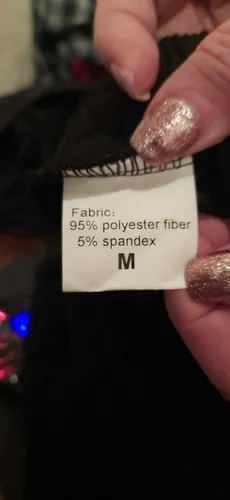 Fabric:
95% polyester fiber
5% spandex
M